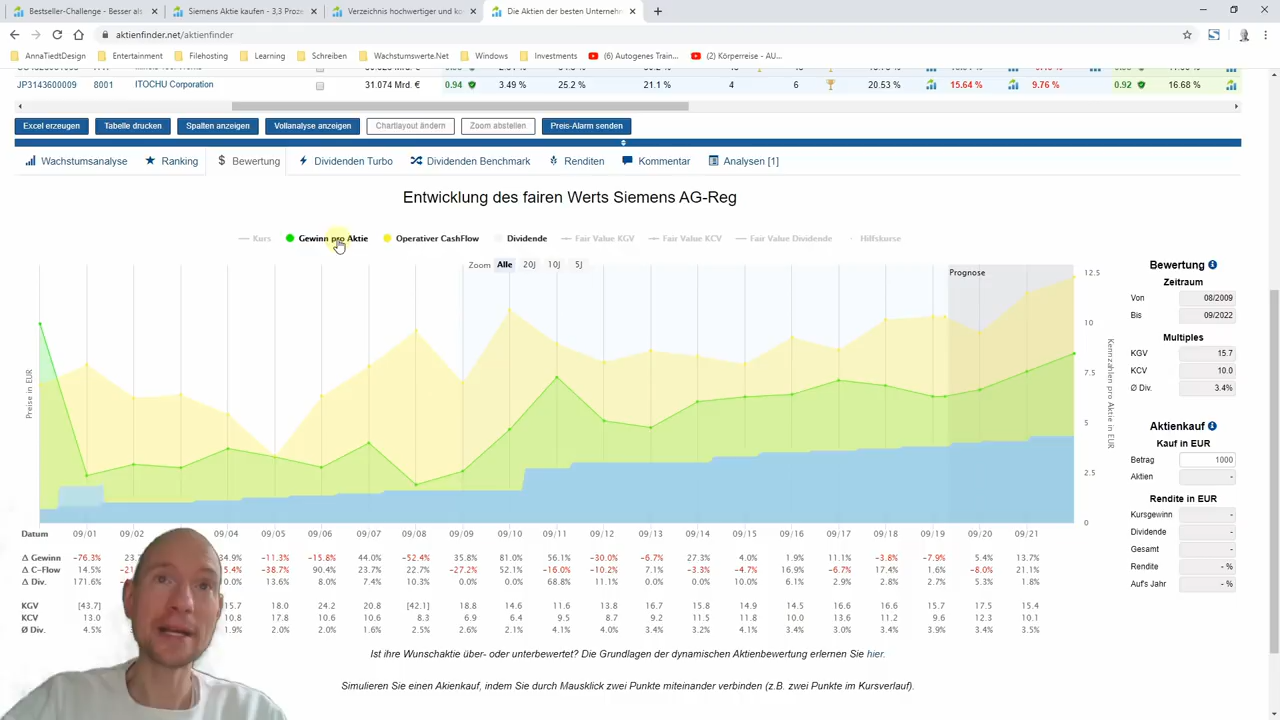 Bestseller-Challenge - Besser als
Siemens Aktie kaufen - 3,3 Proze
Verzeichnis hochwertiger und ko
Die Aktien der besten Unternehm
aktienfinder.net/aktienfinder
AnnaTiedtDesign
Entertainment
Filehosting
Learning
Schreiben
Wachstumswerte.Net
Windows
Investments
(6) Autogenes Train...
(2) Körperreise - AU...
JP3143600009 8001 ITOCHU Corporation 31.074 Mrd. € 0.94 3.49 % 25.2 % 21.1 % 4 6 20.53 % 15.64 % 9.76 % 0.92 16.68 %
Excel erzeugen
Tabelle drucken
Spalten anzeigen
Vollanalyse anzeigen
Chartlayout ändern
Zoom abstellen
Preis-Alarm senden
Wachstumsanalyse
Ranking
$ Bewertung
Dividenden Turbo
Dividenden Benchmark
Renditen
Kommentar
Analysen [1]
Entwicklung des fairen Werts Siemens AG-Reg
Kurs
Gewinn pro Aktie
Operativer CashFlow
Dividende
Fair Value KGV
Fair Value KCV
Fair Value Dividende
Hilfskurse
Zoom Alle 20J 10J 5J
Prognose
Preise in EUR
12.5
10
7.5
5
2.5
0
Kennzahlen pro Aktie in EUR
Bewertung
Zeitraum
Von 08/2009
Bis 09/2022
Multiples
KGV 15.7
KCV 10.0
Ø Div. 3.4%
Aktienkauf
Kauf in EUR
Betrag 1000
Aktien -
Rendite in EUR
Kursgewinn -
Dividende -
Gesamt -
Rendite - %
Auf's Jahr - %
Datum 09/01 09/02 09/03 09/04 09/05 09/06 09/07 09/08 09/09 09/10 09/11 09/12 09/13 09/14 09/15 09/16 09/17 09/18 09/19 09/20 09/21
Δ Gewinn -76.3% 23.7 34.9% -11.3% -15.8% 44.0% -52.4% 35.8% 81.0% 56.1% -30.0% -6.7% 27.3% 4.0% 1.9% 11.1% -3.8% -7.9% 5.4% 13.7%
Δ C-Flow 14.5% -21 5.4% -38.7% 90.4% 23.7% 22.7% -27.2% 52.1% -16.0% -10.2% 7.1% -3.3% -4.7% 16.9% -6.7% 17.4% 1.6% -8.0% 21.1%
Δ Div. 171.6% 10.0% 13.6% 8.0% 7.4% 10.3% 0.0% 0.0% 68.8% 11.1% 0.0% 0.0% 10.0% 6.1% 2.9% 2.8% 2.7% 5.3% 1.8%
KGV [43.7] 15.7 18.0 24.2 20.8 [42.1] 18.8 14.6 11.6 13.8 16.7 15.8 14.9 14.5 16.6 16.6 15.7 17.5 15.4
KCV 13.0 10.8 17.8 10.6 10.6 8.3 6.9 6.4 9.5 8.7 9.2 11.5 11.8 10.0 13.6 11.2 9.6 12.3 10.1
Ø Div. 4.5% 1.9% 2.0% 2.0% 1.6% 2.5% 2.6% 2.1% 4.1% 4.0% 3.4% 3.2% 4.1% 3.4% 3.0% 3.4% 3.9% 3.4% 3.5%
Ist ihre Wunschaktie über- oder unterbewertet? Die Grundlagen der dynamischen Aktienbewertung erlernen Sie hier.
Simulieren Sie einen Aktienkauf, indem Sie durch Mausklick zwei Punkte miteinander verbinden (z.B. zwei Punkte im Kursverlauf).